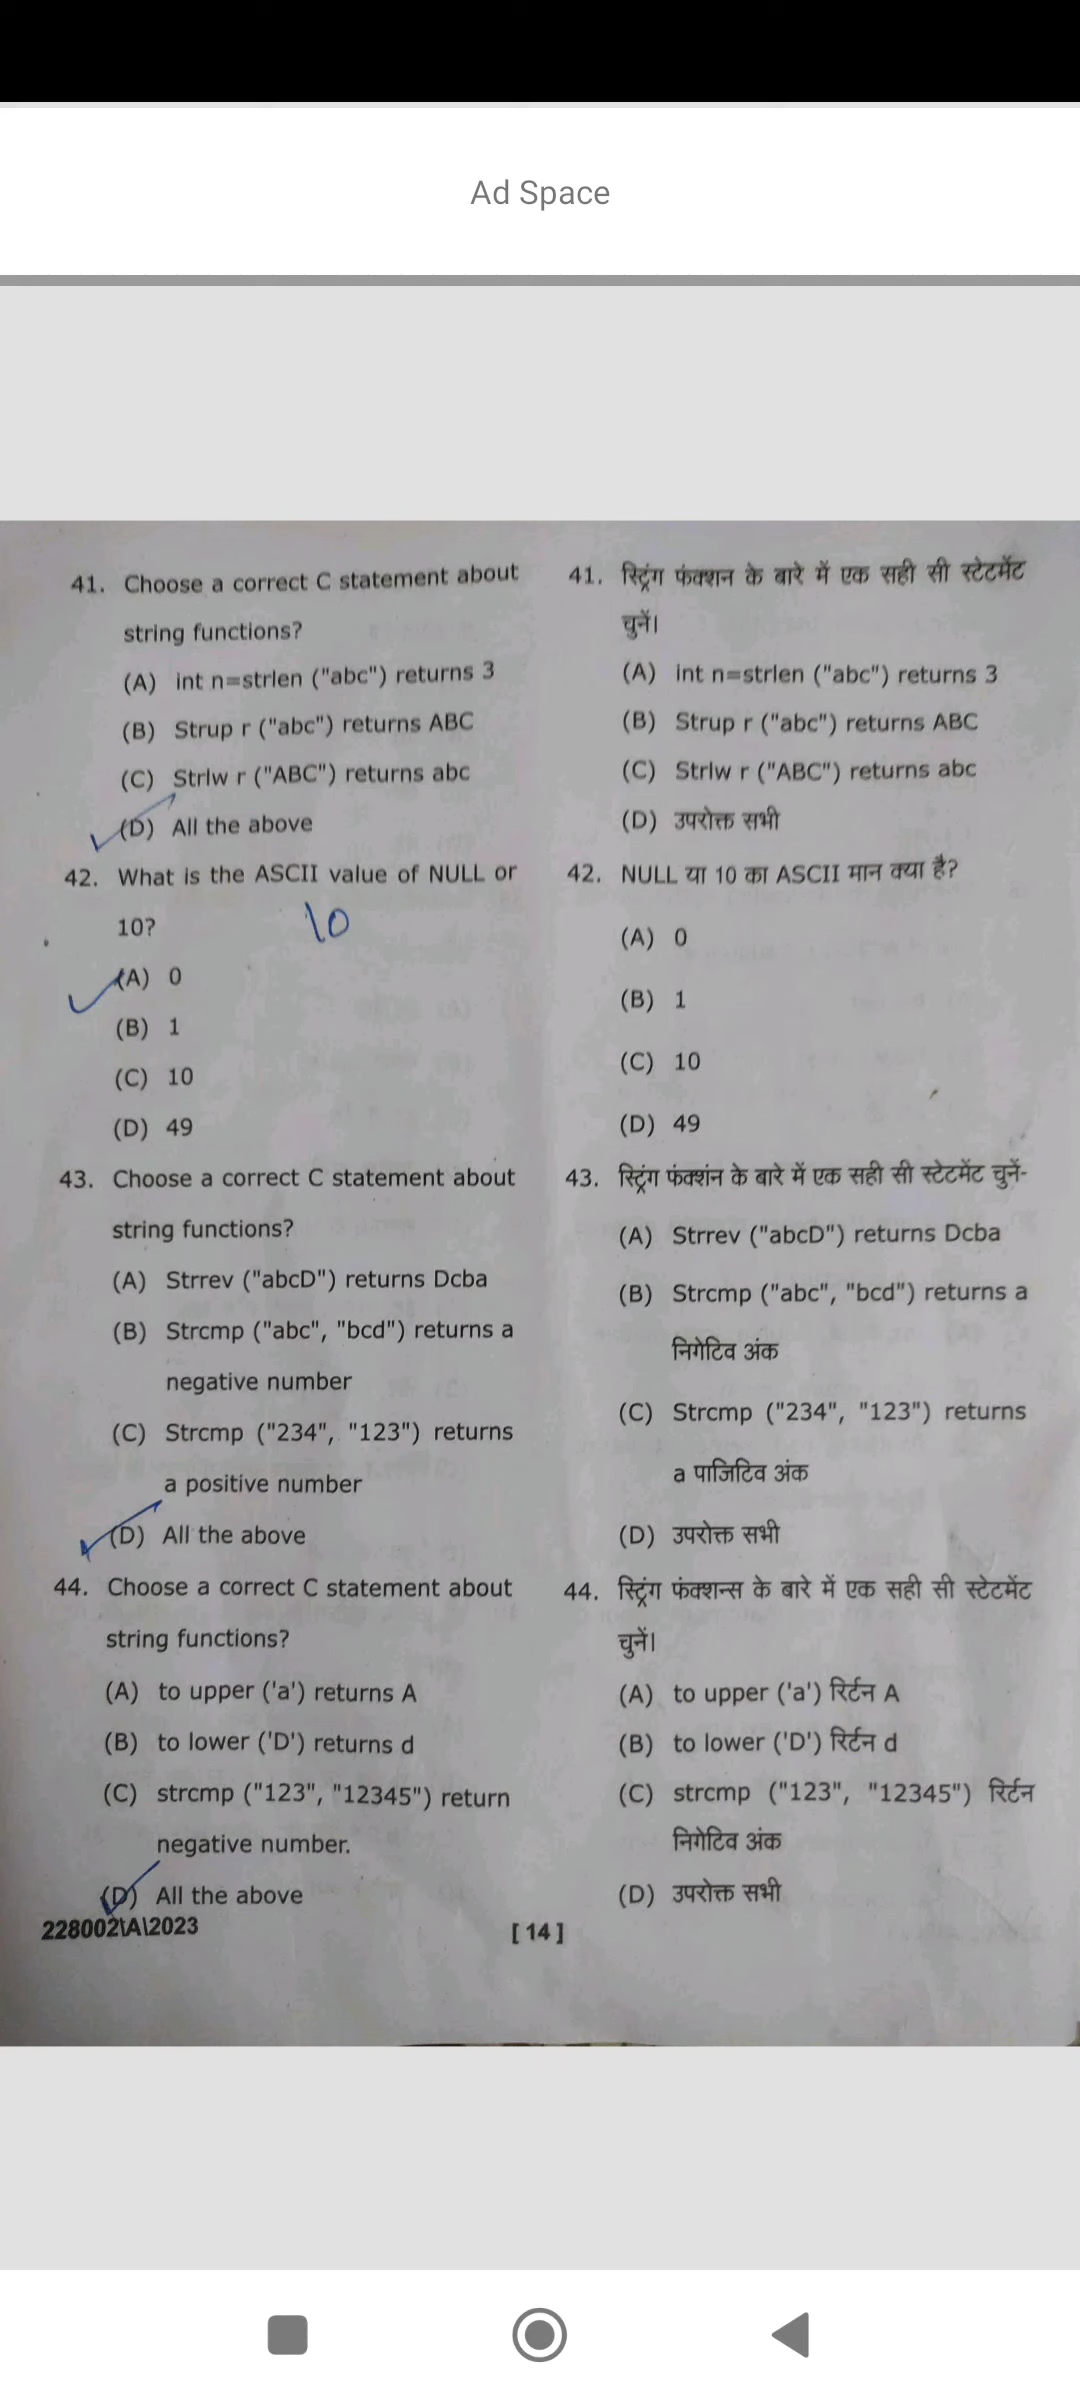 Ad Space
41. Choose a correct C statement about
string functions?
(A) int n=strlen ("abc") returns 3
(B) Strup r ("abc") returns ABC
(C) Strlw r ("ABC") returns abc
(D) All the above
42. What is the ASCII value of NULL or
10?
\0
(A) 0
(B) 1
(C) 10
(D) 49
43. Choose a correct C statement about
string functions?
(A) Strrev ("abcD") returns Dcba
(B) Strcmp ("abc", "bcd") returns a
negative number
(C) Strcmp ("234", "123") returns
a positive number
(D) All the above
44. Choose a correct C statement about
string functions?
(A) to upper ('a') returns A
(B) to lower ('D') returns d
(C) strcmp ("123", "12345") return
negative number.
(D) All the above
41. स्ट्रिंग फंक्शन के बारे में एक सही सी स्टेटमेंट
चुनें।
(A) int n=strlen ("abc") returns 3
(B) Strup r ("abc") returns ABC
(C) Strlw r ("ABC") returns abc
(D) उपरोक्त सभी
42. NULL या 10 का ASCII मान क्या है?
(A) 0
(B) 1
(C) 10
(D) 49
43. स्ट्रिंग फंक्शंन के बारे में एक सही सी स्टेटमेंट चुनें-
(A) Strrev ("abcD") returns Dcba
(B) Strcmp ("abc", "bcd") returns a
निगेटिव अंक
(C) Strcmp ("234", "123") returns
a पाजिटिव अंक
(D) उपरोक्त सभी
44. स्ट्रिंग फंक्शन्स के बारे में एक सही सी स्टेटमेंट
चुनें।
(A) to upper ('a') रिर्टन A
(B) to lower ('D') रिर्टन d
(C) strcmp ("123", "12345") रिर्टन
निगेटिव अंक
(D) उपरोक्त सभी
228002\A\2023
[ 14 ]